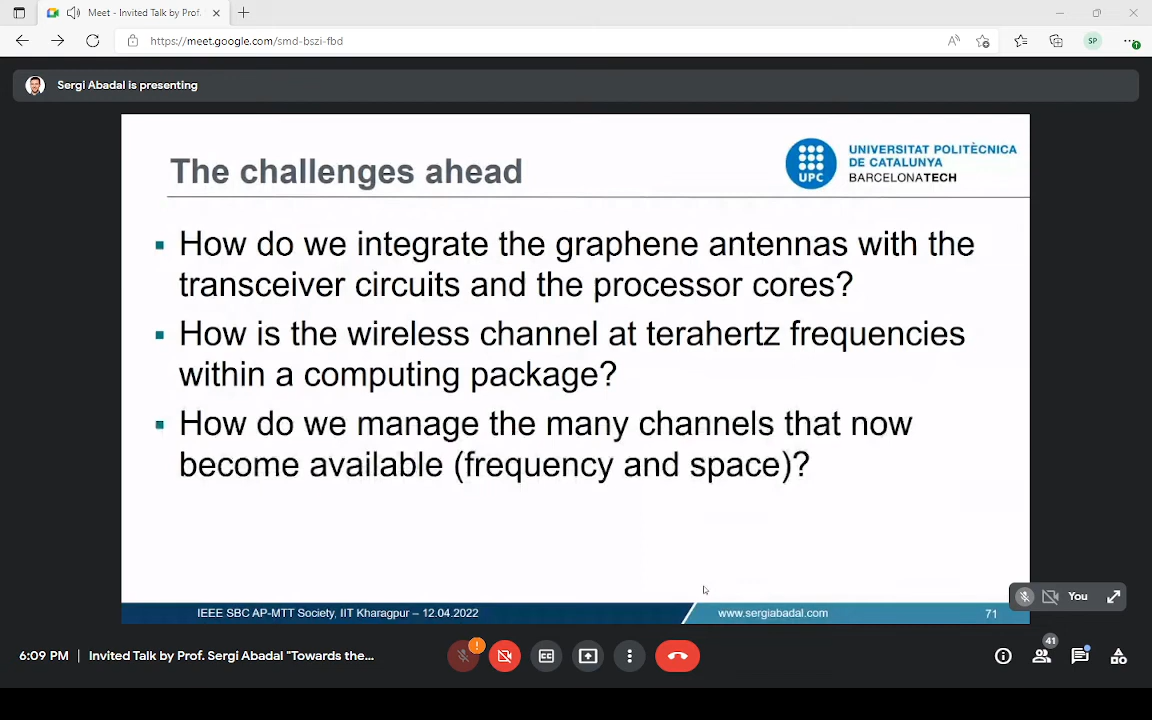 Meet - Invited Talk by Prof.
https://meet.google.com/smd-bszi-fbd
SP
Sergi Abadal is presenting
The challenges ahead
UPC
UNIVERSITAT POLITÈCNICA
DE CATALUNYA
BARCELONATECH
How do we integrate the graphene antennas with the
transceiver circuits and the processor cores?
How is the wireless channel at terahertz frequencies
within a computing package?
How do we manage the many channels that now
become available (frequency and space)?
IEEE SBC AP-MTT Society, IIT Kharagpur – 12.04.2022
www.sergiabadal.com
71
You
6:09 PM | Invited Talk by Prof. Sergi Abadal "Towards the...
CC
41